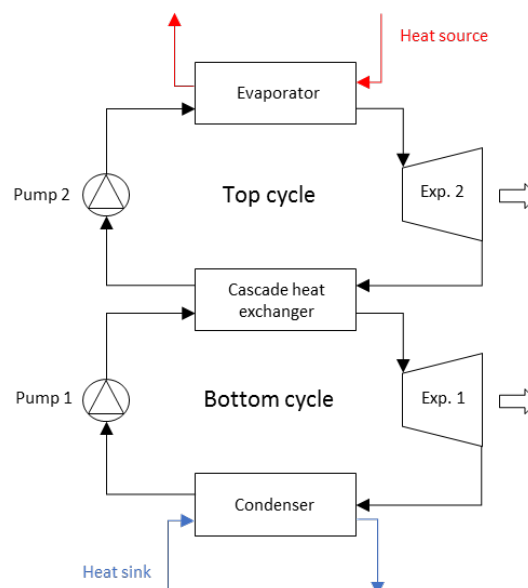 Heat source
Evaporator
Pump 2
Top cycle
Exp. 2
Cascade heat
exchanger
Pump 1
Bottom cycle
Exp. 1
Condenser
Heat sink